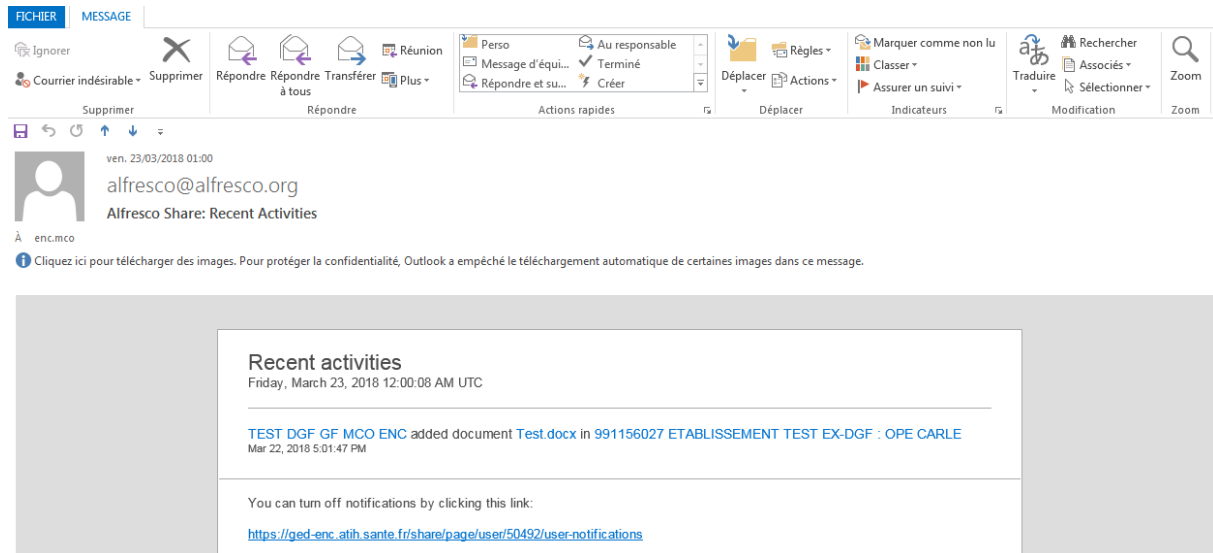 FICHIER MESSAGE
Ignorer
Courrier indésirable
Supprimer
Supprimer
Répondre
Répondre à tous
Transférer
Réunion
Plus
Répondre
Perso
Message d'équi...
Répondre et su...
Au responsable
Terminé
Créer
Actions rapides
Déplacer
Règles
Actions
Déplacer
Marquer comme non lu
Classer
Assurer un suivi
Indicateurs
Traduire
Rechercher
Associés
Sélectionner
Modification
Zoom
Zoom
ven. 23/03/2018 01:00
alfresco@alfresco.org
Alfresco Share: Recent Activities
À enc.mco
Cliquez ici pour télécharger des images. Pour protéger la confidentialité, Outlook a empêché le téléchargement automatique de certaines images dans ce message.
Recent activities
Friday, March 23, 2018 12:00:08 AM UTC
TEST DGF GF MCO ENC added document Test.docx in 991156027 ETABLISSEMENT TEST EX-DGF : OPE CARLE
Mar 22, 2018 5:01:47 PM
You can turn off notifications by clicking this link:
https://ged-enc.atih.sante.fr/share/page/user/50492/user-notifications